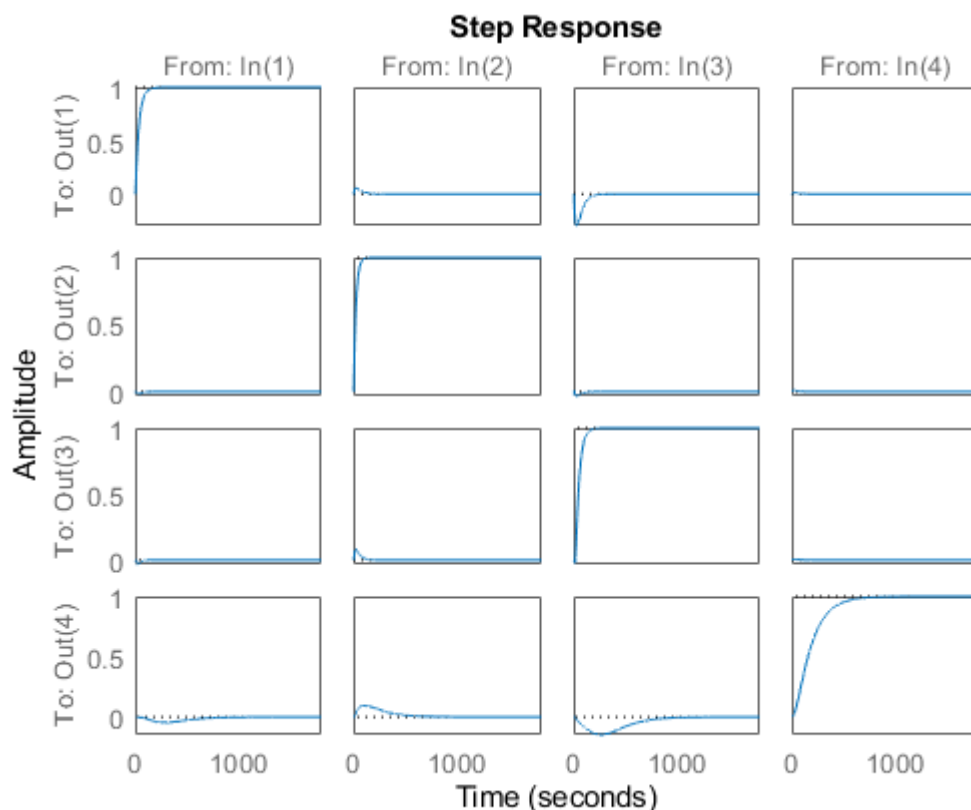 Step Response
From: In(1) From: In(2) From: In(3) From: In(4)
To: Out(1)
1
0.5
0
To: Out(2)
1
0.5
0
To: Out(3)
1
0.5
0
To: Out(4)
1
0.5
0
Amplitude
0 1000 0 1000 0 1000 0 1000
Time (seconds)